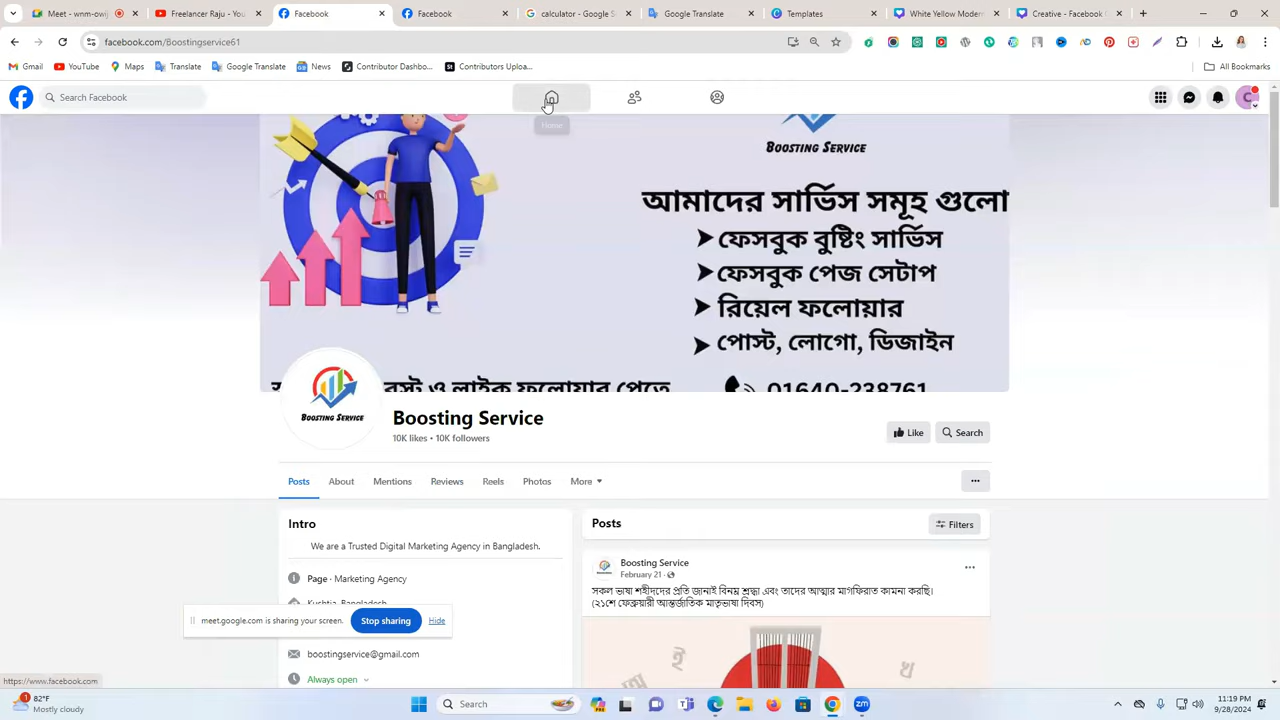 Meet - wnm-owij
Freelancer Raju - You
Facebook
Facebook
calculator - Google S
Google Translate
Templates
White Yellow Modern
Creative - Facebook
facebook.com/Boostingservice61
Gmail
YouTube
Maps
Translate
Google Translate
News
Contributor Dashbo...
Contributors Uploa...
All Bookmarks
Search Facebook
Home
BOOSTING SERVICE
আমাদের সার্ভিস সমূহ গুলো
ফেসবুক বুষ্টিং সার্ভিস
ফেসবুক পেজ সেটাপ
রিয়েল ফলোয়ার
পোস্ট, লোগো, ডিজাইন
ও লাইক ফলোয়ার পেতে
01640-238761
BOOSTING SERVICE
Boosting Service
10K likes • 10K followers
Like
Search
Posts
About
Mentions
Reviews
Reels
Photos
More
Intro
We are a Trusted Digital Marketing Agency in Bangladesh.
Page · Marketing Agency
Kushtia, Bangladesh
boostingservice@gmail.com
Always open
Posts
Filters
Boosting Service
February 21
সকল ভাষা শহীদদের প্রতি জানাই বিনম্র শ্রদ্ধা এবং তাদের আত্মার মাগফিরাত কামনা করছি।
(২১শে ফেব্রুয়ারী আন্তর্জাতিক মাতৃভাষা দিবস)
ই
অ
খ
meet.google.com is sharing your screen.
Stop sharing
Hide
https://www.facebook.com
82°F
Mostly cloudy
Search
11:19 PM
9/28/2024